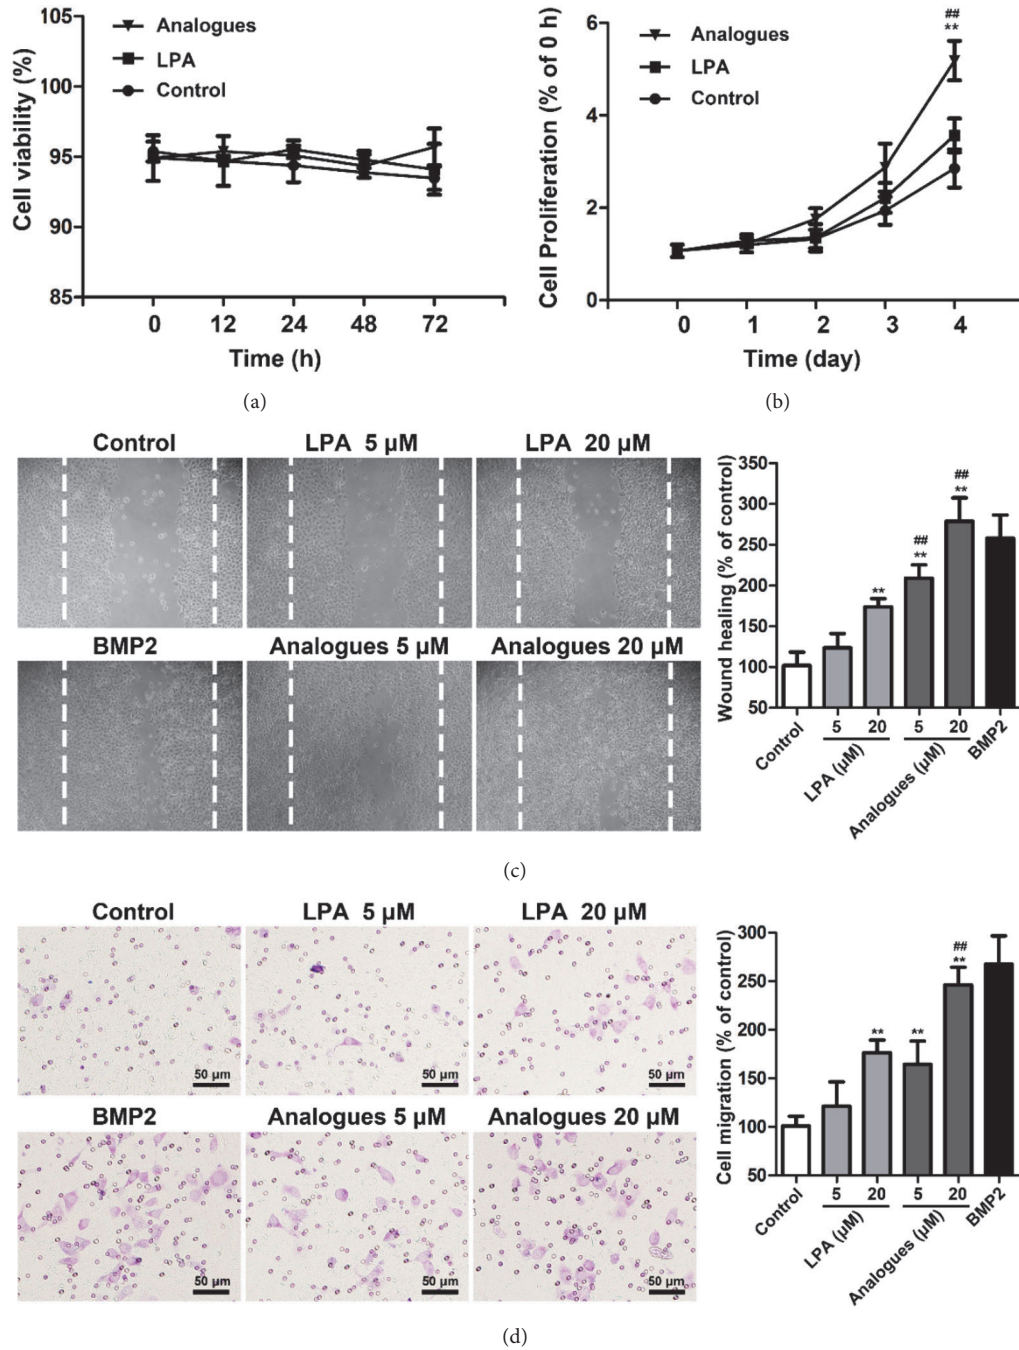 Cell viability (%)
105
100
95
90
85
Analogues
LPA
Control
0 12 24 48 72
Time (h)
(a)
Cell Proliferation (% of 0 h)
6
4
2
0
Analogues
LPA
Control
##
**
0 1 2 3 4
Time (day)
(b)
Control LPA 5 μM LPA 20 μM
BMP2 Analogues 5 μM Analogues 20 μM
Wound healing (% of control)
350
300
250
200
150
100
50
**
##
**
##
**
Control 5 20 5 20 BMP2
LPA (μM) Analogues (μM)
(c)
Control LPA 5 μM LPA 20 μM
50 μm 50 μm 50 μm
BMP2 Analogues 5 μM Analogues 20 μM
50 μm 50 μm 50 μm
Cell migration (% of control)
300
250
200
150
100
50
**
**
##
**
Control 5 20 5 20 BMP2
LPA (μM) Analogues (μM)
(d)